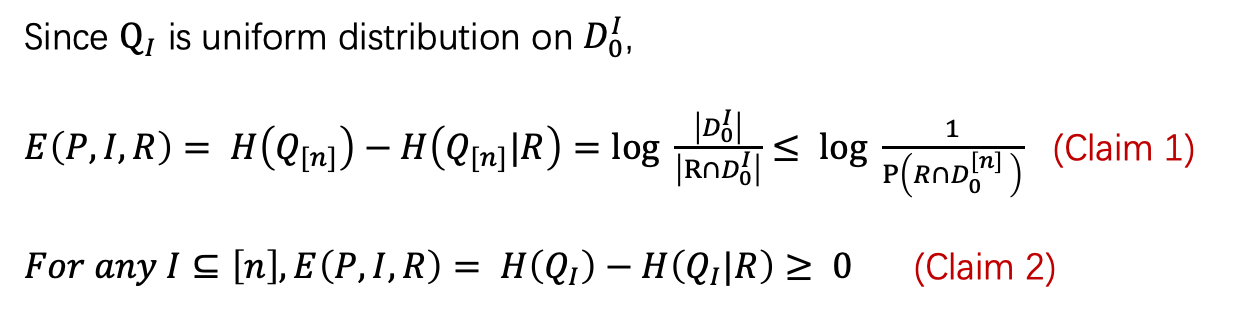 Since Q_I is uniform distribution on D_0^I,
E(P, I, R) = H(Q_[n]) − H(Q_[n]|R) = log |D_0^I| / |R∩D_0^I| ≤ log 1 / P(R∩D_0^[n]) (Claim 1)
For any I ⊆ [n], E(P, I, R) = H(Q_I) − H(Q_I|R) ≥ 0 (Claim 2)